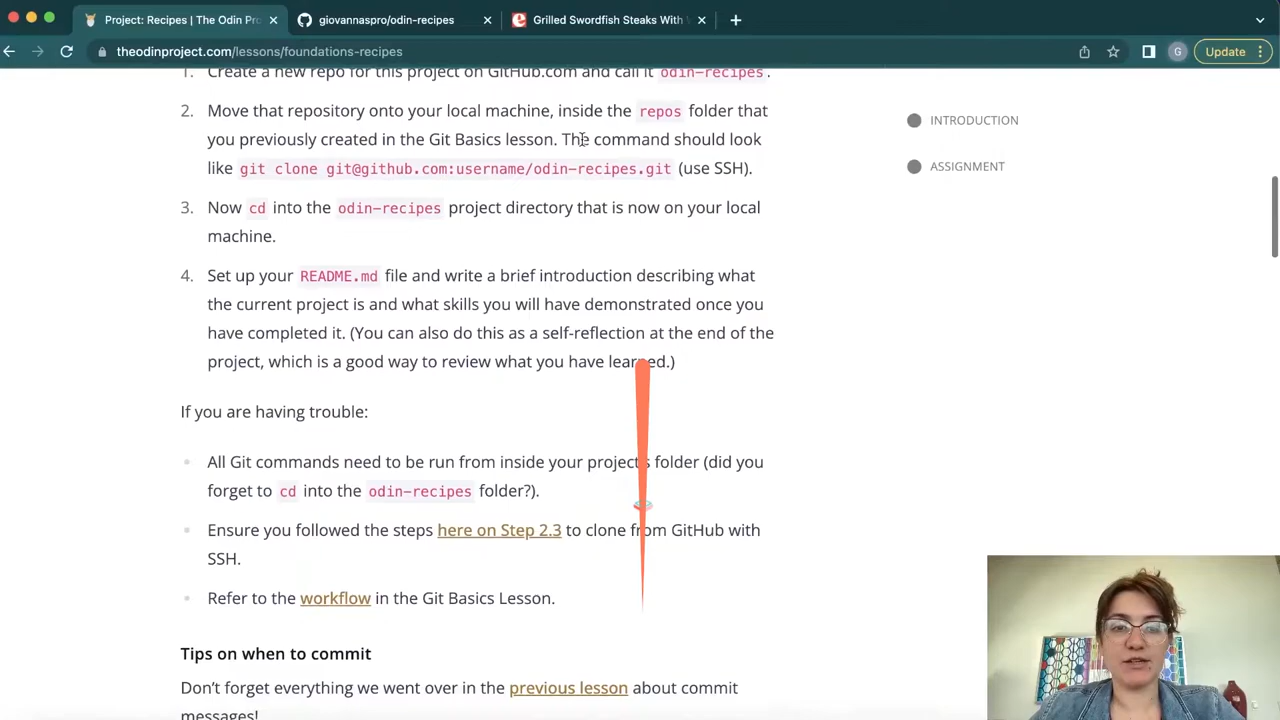 Project: Recipes | The Odin Pro
giovannaspro/odin-recipes
Grilled Swordfish Steaks With
theodinproject.com/lessons/foundations-recipes
G
Update
1. Create a new repo for this project on GitHub.com and call it odin-recipes.
2. Move that repository onto your local machine, inside the repos folder that
you previously created in the Git Basics lesson. The command should look
like git clone git@github.com:username/odin-recipes.git (use SSH).
3. Now cd into the odin-recipes project directory that is now on your local
machine.
4. Set up your README.md file and write a brief introduction describing what
the current project is and what skills you will have demonstrated once you
have completed it. (You can also do this as a self-reflection at the end of the
project, which is a good way to review what you have learned.)
If you are having trouble:
All Git commands need to be run from inside your project's folder (did you
forget to cd into the odin-recipes folder?).
Ensure you followed the steps here on Step 2.3 to clone from GitHub with
SSH.
Refer to the workflow in the Git Basics Lesson.
Tips on when to commit
Don't forget everything we went over in the previous lesson about commit
messages!
INTRODUCTION
ASSIGNMENT